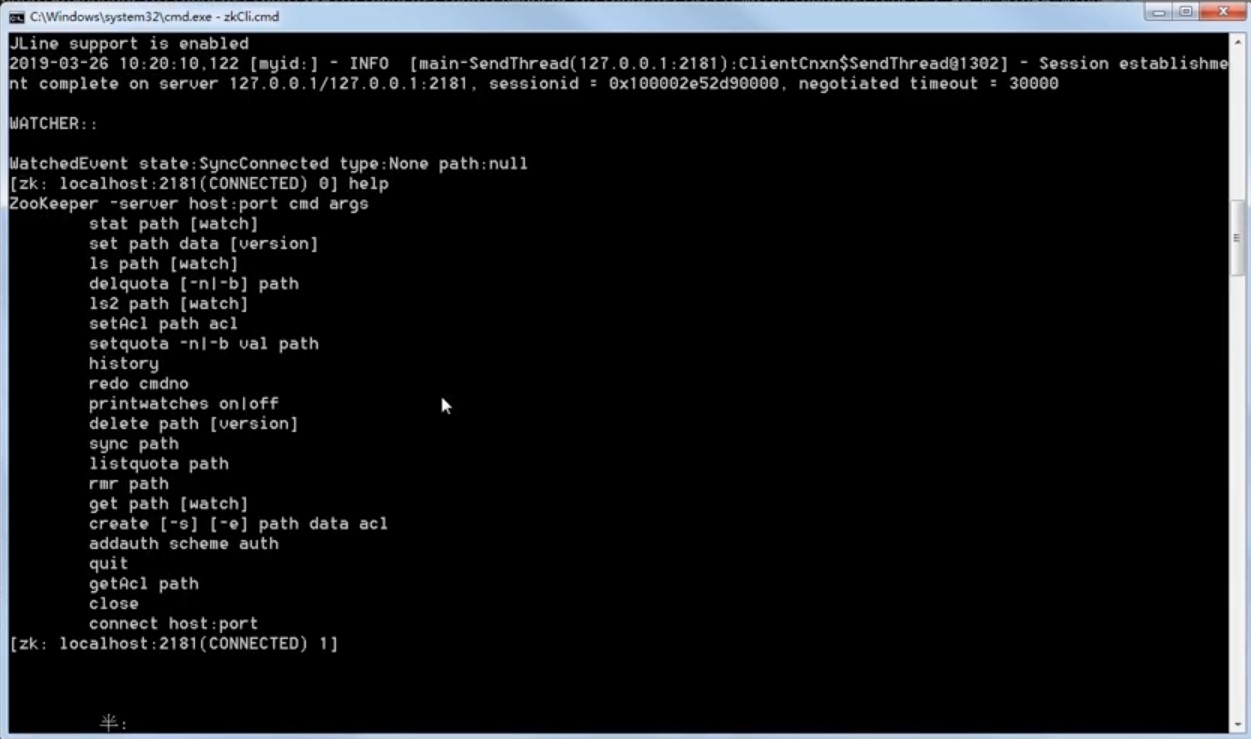 C:\Windows\system32\cmd.exe - zkCli.cmd
JLine support is enabled
2019-03-26 10:20:10,122 [myid:] - INFO  [main-SendThread(127.0.0.1:2181):ClientCnxn$SendThread@1302] - Session establishme
nt complete on server 127.0.0.1/127.0.0.1:2181, sessionid = 0x100002e52d90000, negotiated timeout = 30000
WATCHER::
WatchedEvent state:SyncConnected type:None path:null
[zk: localhost:2181(CONNECTED) 0] help
ZooKeeper -server host:port cmd args
stat path [watch]
set path data [version]
ls path [watch]
delquota [-n|-b] path
ls2 path [watch]
setAcl path acl
setquota -n|-b val path
history
redo cmdno
printwatches on|off
delete path [version]
sync path
listquota path
rmr path
get path [watch]
create [-s] [-e] path data acl
addauth scheme auth
quit
getAcl path
close
connect host:port
[zk: localhost:2181(CONNECTED) 1]
半: